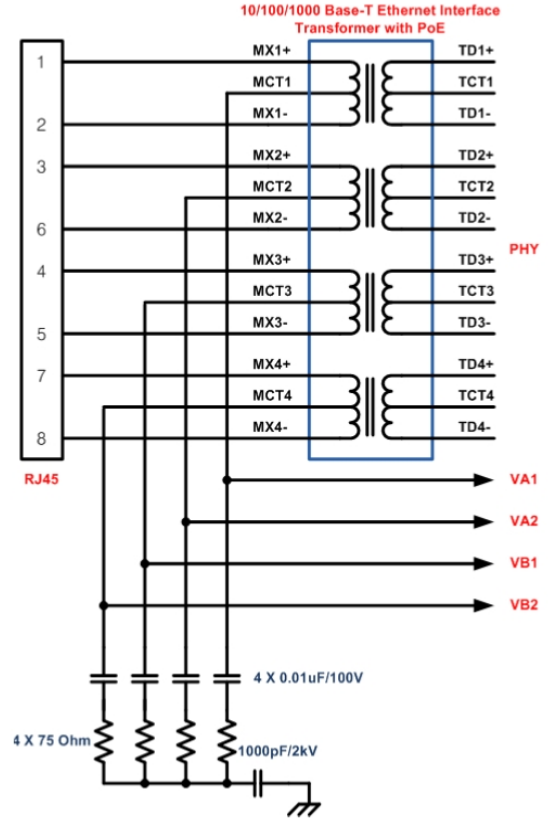 10/100/1000 Base-T Ethernet Interface
Transformer with PoE
1
MX1+
TD1+
MCT1
TCT1
2
MX1-
TD1-
3
MX2+
TD2+
MCT2
TCT2
6
MX2-
TD2-
PHY
4
MX3+
TD3+
MCT3
TCT3
5
MX3-
TD3-
7
MX4+
TD4+
MCT4
TCT4
8
MX4-
TD4-
RJ45
VA1
VA2
VB1
VB2
4 X 0.01uF/100V
4 X 75 Ohm
1000pF/2kV